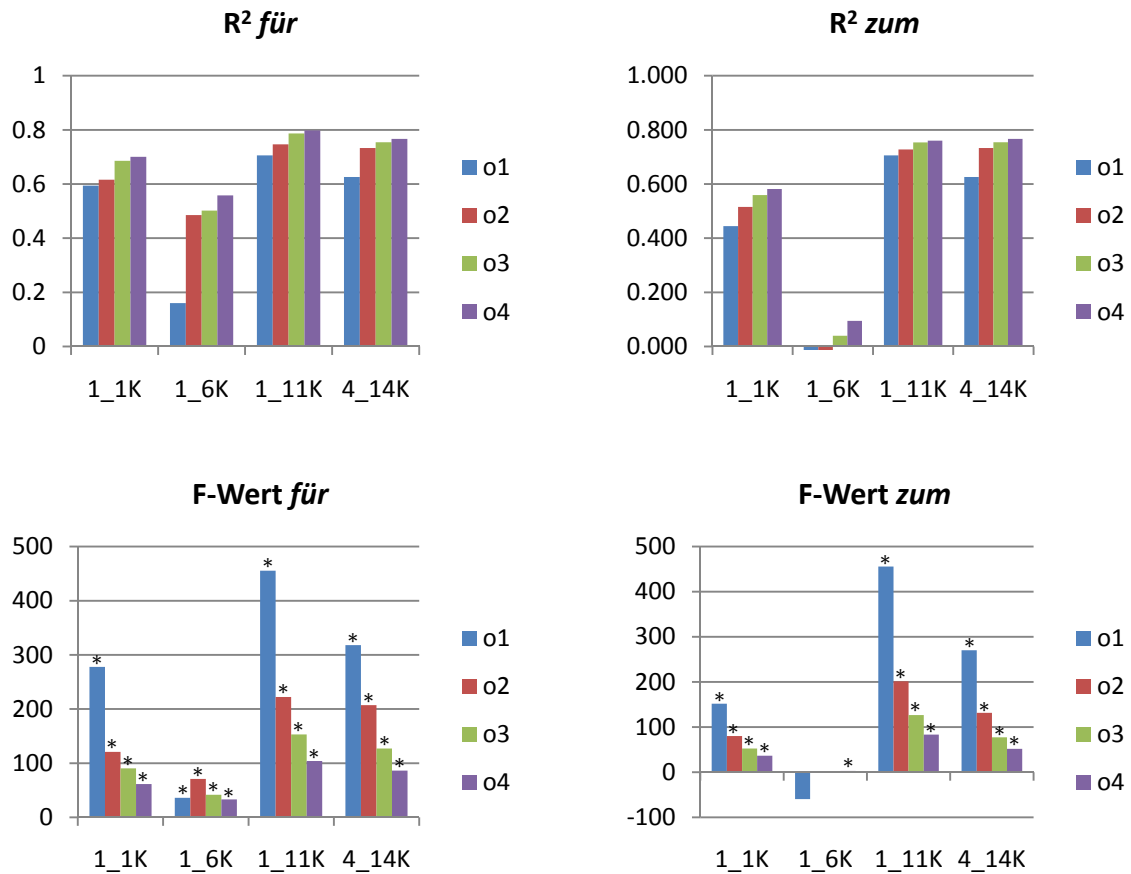 R² für
1
0.8
0.6
0.4
0.2
0
1_1K 1_6K 1_11K 4_14K
o1
o2
o3
o4
R² zum
1.000
0.800
0.600
0.400
0.200
0.000
1_1K 1_6K 1_11K 4_14K
o1
o2
o3
o4
F-Wert für
500
400
300
200
100
0
* * * * * * * * * * * * * * * *
1_1K 1_6K 1_11K 4_14K
o1
o2
o3
o4
F-Wert zum
500
400
300
200
100
0
-100
* * * * * * * * * * * * *
1_1K 1_6K 1_11K 4_14K
o1
o2
o3
o4